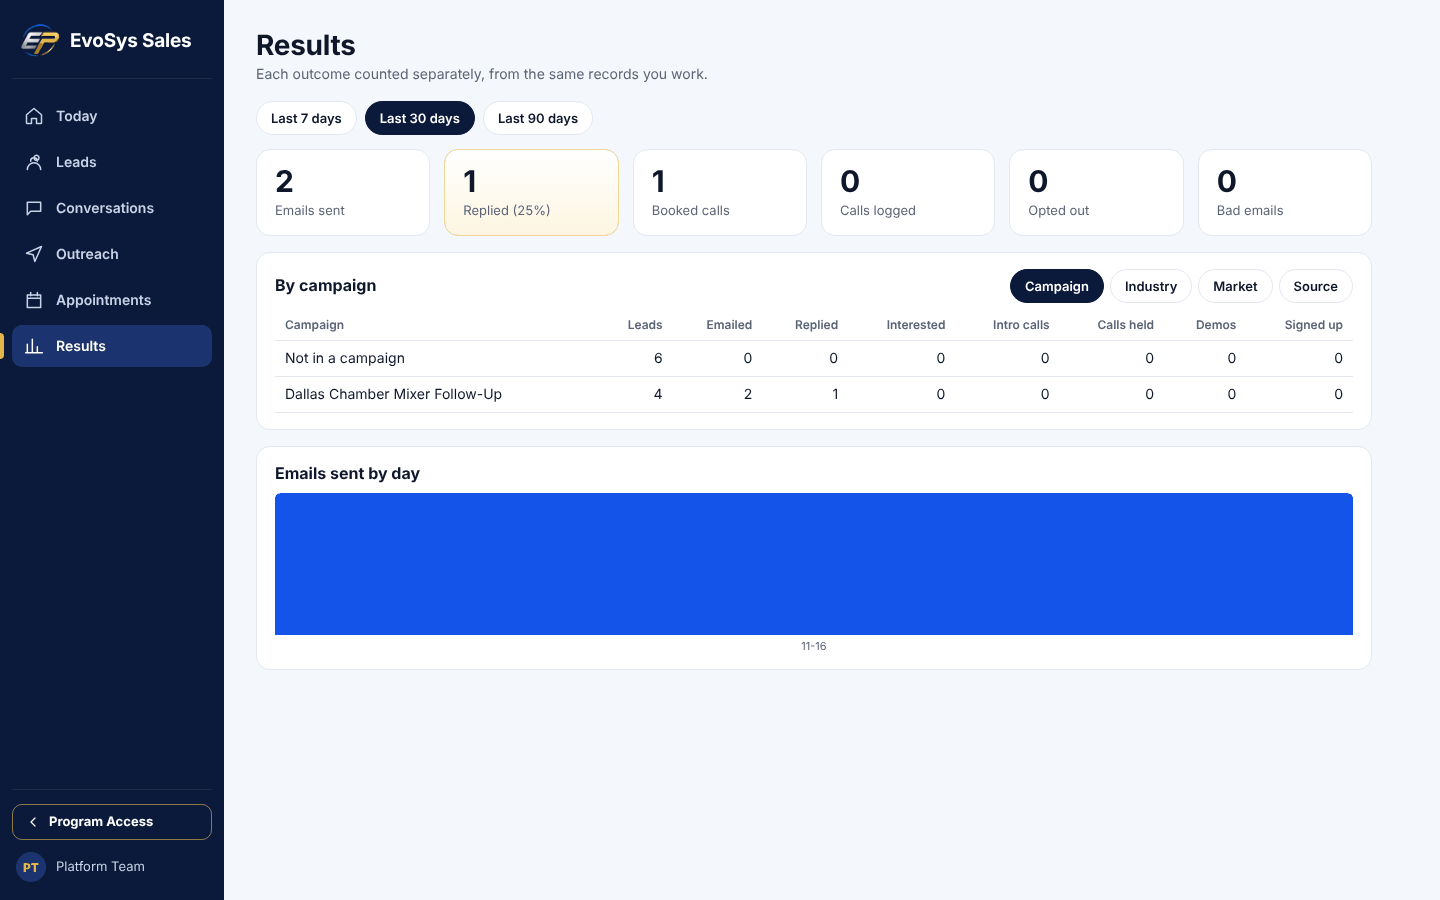 EP EvoSys Sales
Today
Leads
Conversations
Outreach
Appointments
Results
Program Access
PT Platform Team
Results
Each outcome counted separately, from the same records you work.
Last 7 days Last 30 days Last 90 days
2 1 1 0 0 0
Emails sent Replied (25%) Booked calls Calls logged Opted out Bad emails
By campaign Campaign Industry Market Source
Campaign Leads Emailed Replied Interested Intro calls Calls held Demos Signed up
Not in a campaign 6 0 0 0 0 0 0 0
Dallas Chamber Mixer Follow-Up 4 2 1 0 0 0 0 0
Emails sent by day
11-16